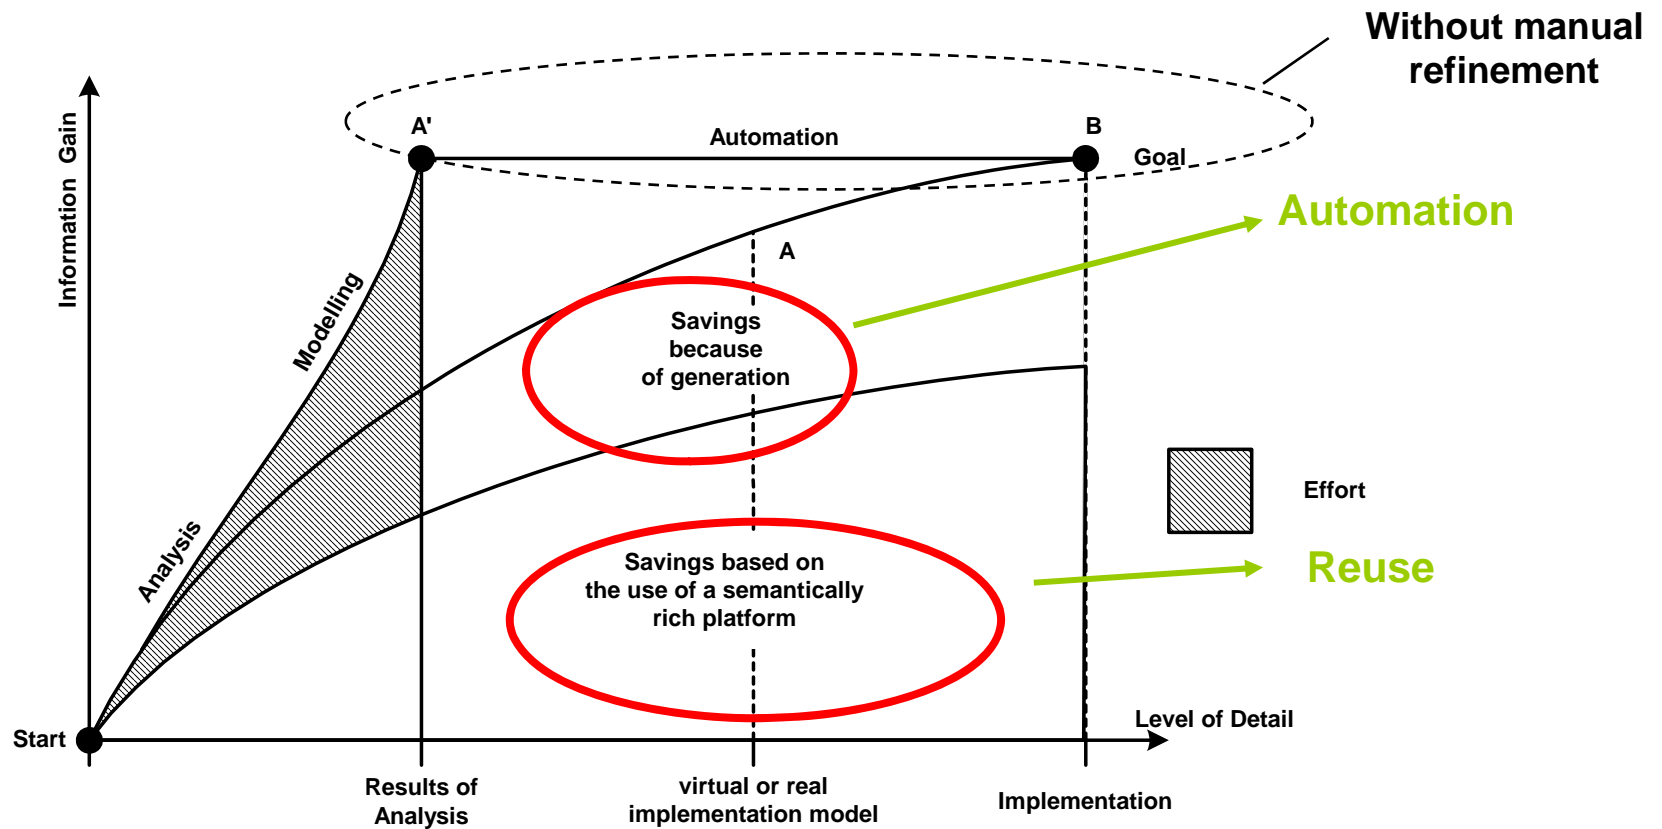 Without manual
refinement
A'
Automation
B
Goal
Information Gain
Automation
A
Modelling
Savings
because
of generation
Analysis
Effort
Savings based on
the use of a semantically
rich platform
Reuse
Start
Level of Detail
Results of
Analysis
virtual or real
implementation model
Implementation